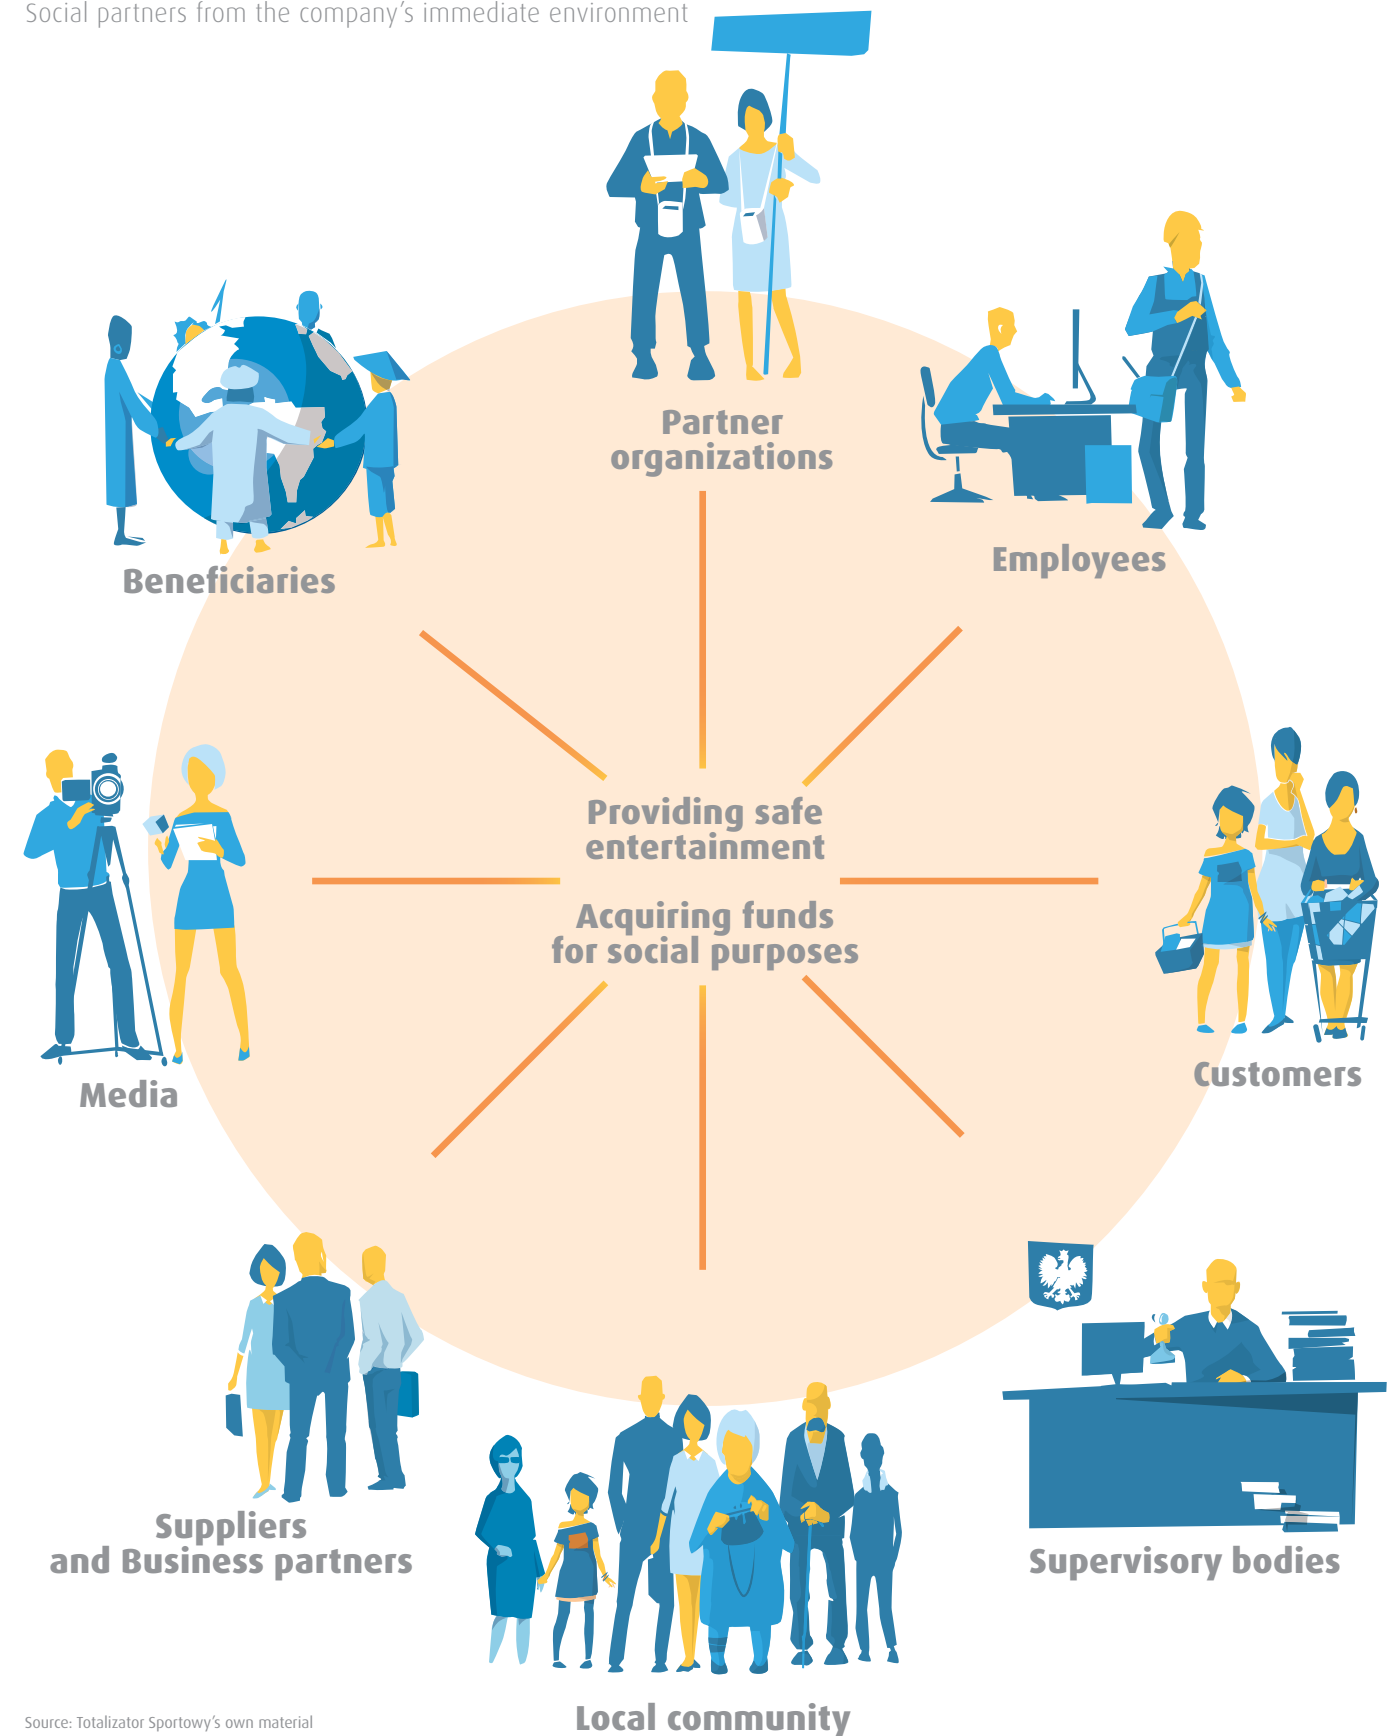 Social partners from the company's immediate environment
Partner
organizations
Employees
Beneficiaries
Providing safe
entertainment
Acquiring funds
for social purposes
Customers
Media
Suppliers
and Business partners
Supervisory bodies
Local community
Source: Totalizator Sportowy's own material